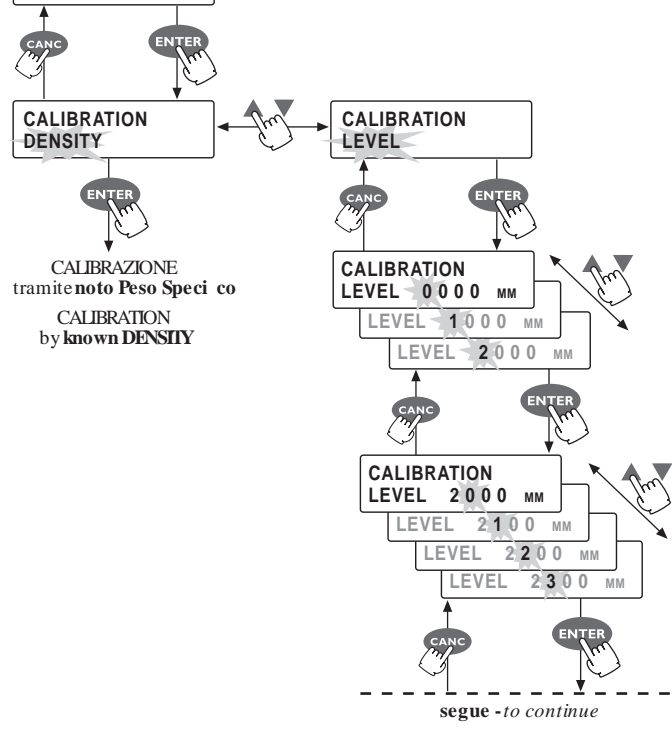 CANC
ENTER
CALIBRATION
DENSITY
CALIBRATION
LEVEL
ENTER
CANC
ENTER
CALIBRAZIONE
tramite noto Peso Speci co
CALIBRATION
by known DENSITY
CALIBRATION
LEVEL 0000 MM
LEVEL 1000 MM
LEVEL 2000 MM
CANC
ENTER
CALIBRATION
LEVEL 2000 MM
LEVEL 2100 MM
LEVEL 2200 MM
LEVEL 2300 MM
CANC
ENTER
segue - to continue